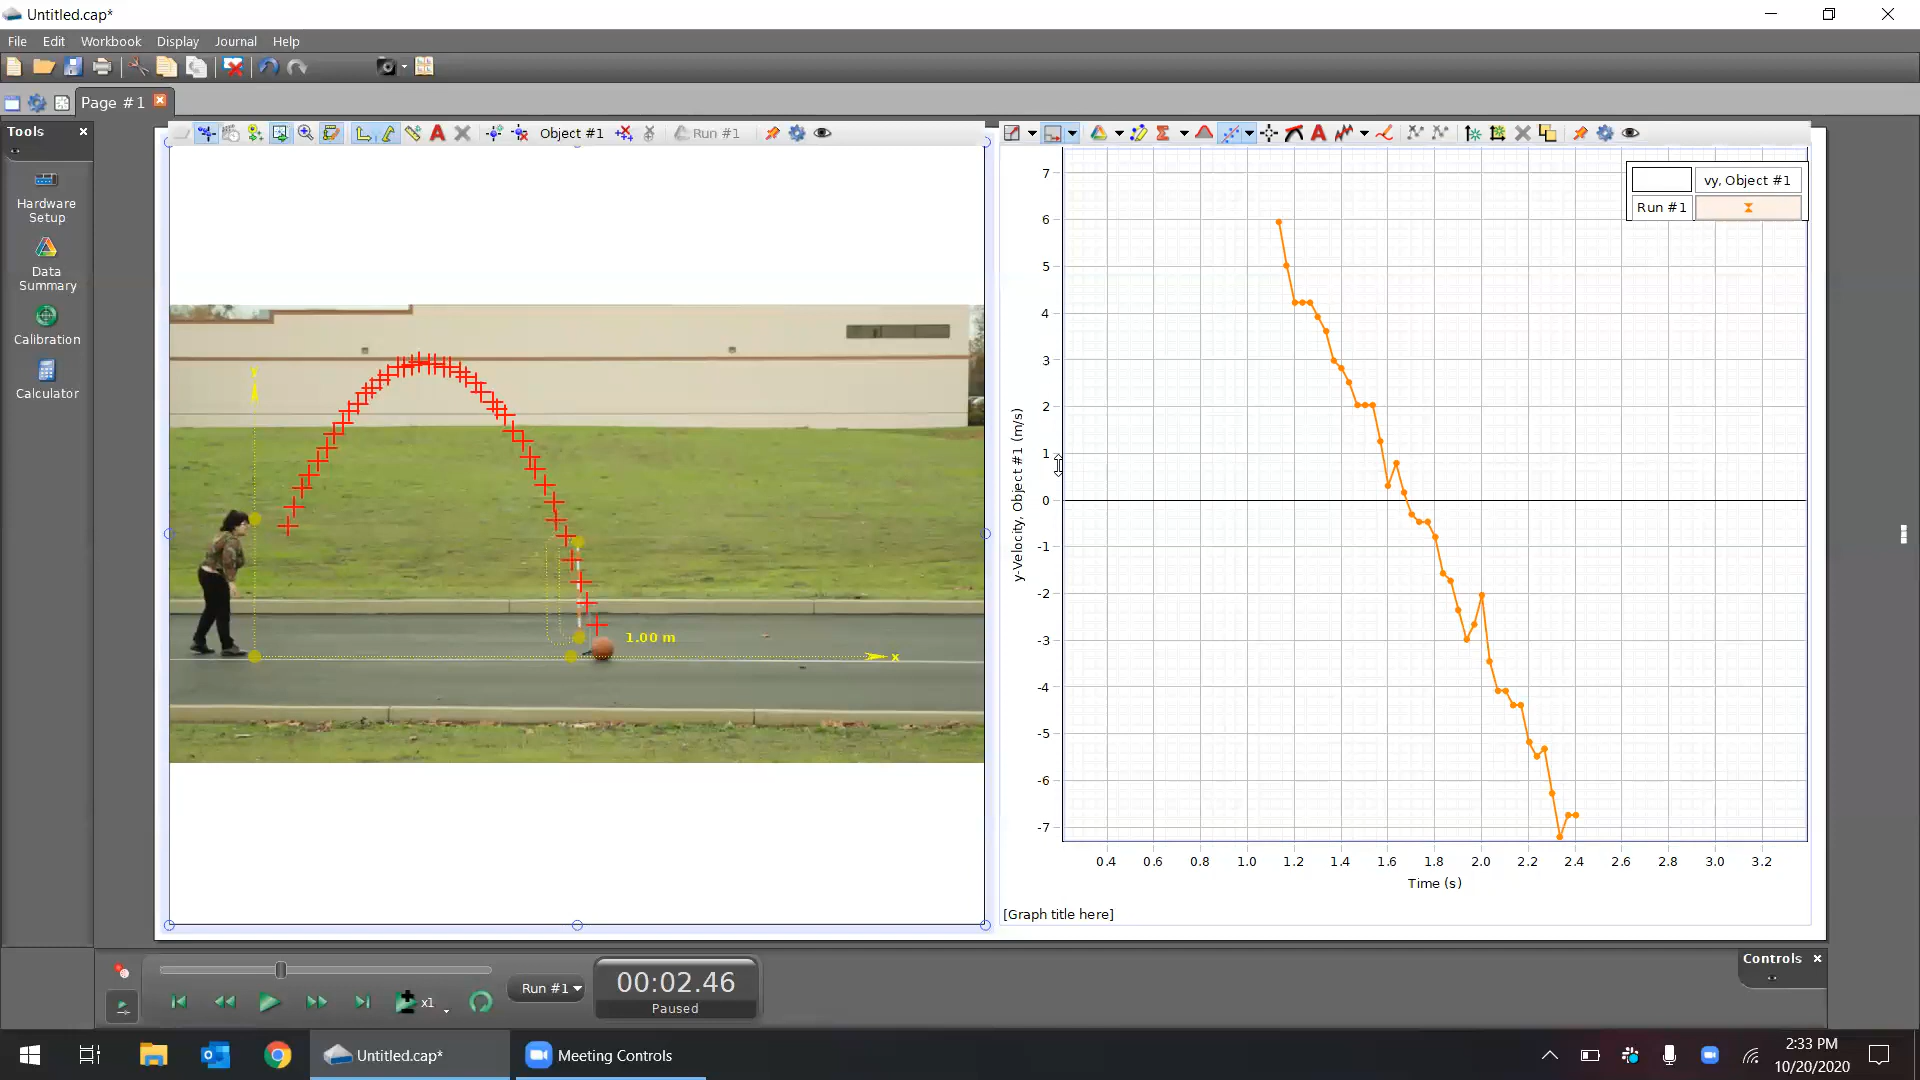 Untitled.cap*
File Edit Workbook Display Journal Help
Page #1
Tools
Hardware
Setup
Data
Summary
Calibration
Calculator
Object #1
Run #1
y
x
1.00 m
vy, Object #1
Run #1
y-Velocity, Object #1 (m/s)
7
6
5
4
3
2
1
0
-1
-2
-3
-4
-5
-6
-7
0.4 0.6 0.8 1.0 1.2 1.4 1.6 1.8 2.0 2.2 2.4 2.6 2.8 3.0 3.2
Time (s)
[Graph title here]
x1
Run #1
00:02.46
Paused
Controls
Untitled.cap*
Meeting Controls
2:33 PM
10/20/2020